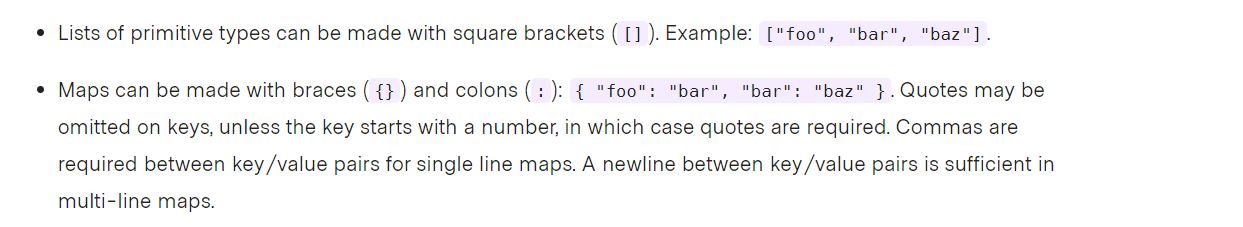 • Lists of primitive types can be made with square brackets ( [] ). Example: ["foo", "bar", "baz"] .
• Maps can be made with braces ( {} ) and colons ( : ): { "foo": "bar", "bar": "baz" } . Quotes may be
omitted on keys, unless the key starts with a number, in which case quotes are required. Commas are
required between key/value pairs for single line maps. A newline between key/value pairs is sufficient in
multi-line maps.